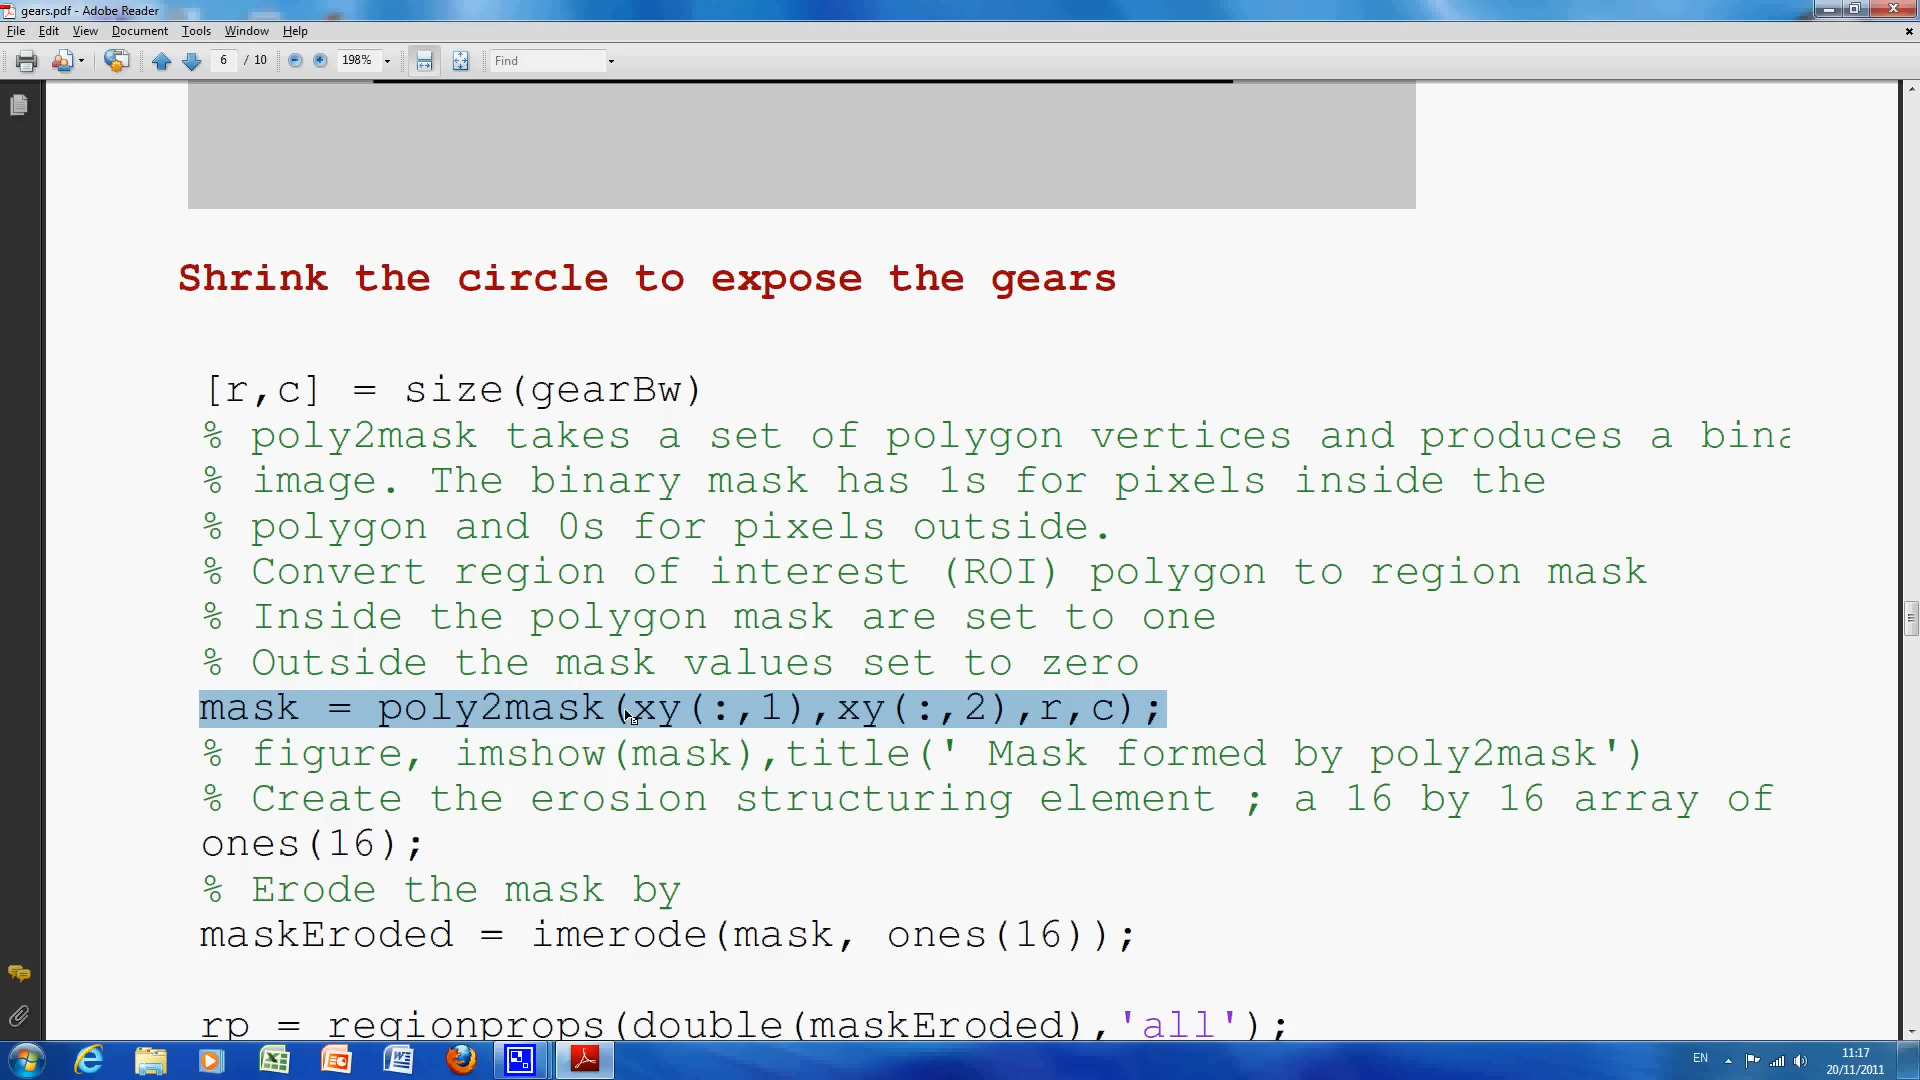 gears.pdf - Adobe Reader
File Edit View Document Tools Window Help
6 / 10 198% Find
Shrink the circle to expose the gears
[r,c] = size(gearBw)
% poly2mask takes a set of polygon vertices and produces a bina
% image. The binary mask has 1s for pixels inside the
% polygon and 0s for pixels outside.
% Convert region of interest (ROI) polygon to region mask
% Inside the polygon mask are set to one
% Outside the mask values set to zero
mask = poly2mask(xy(:,1),xy(:,2),r,c);
% figure, imshow(mask),title(' Mask formed by poly2mask')
% Create the erosion structuring element ; a 16 by 16 array of
ones(16);
% Erode the mask by
maskEroded = imerode(mask, ones(16));
rp = regionprops(double(maskEroded),'all');
EN 11:17
20/11/2011